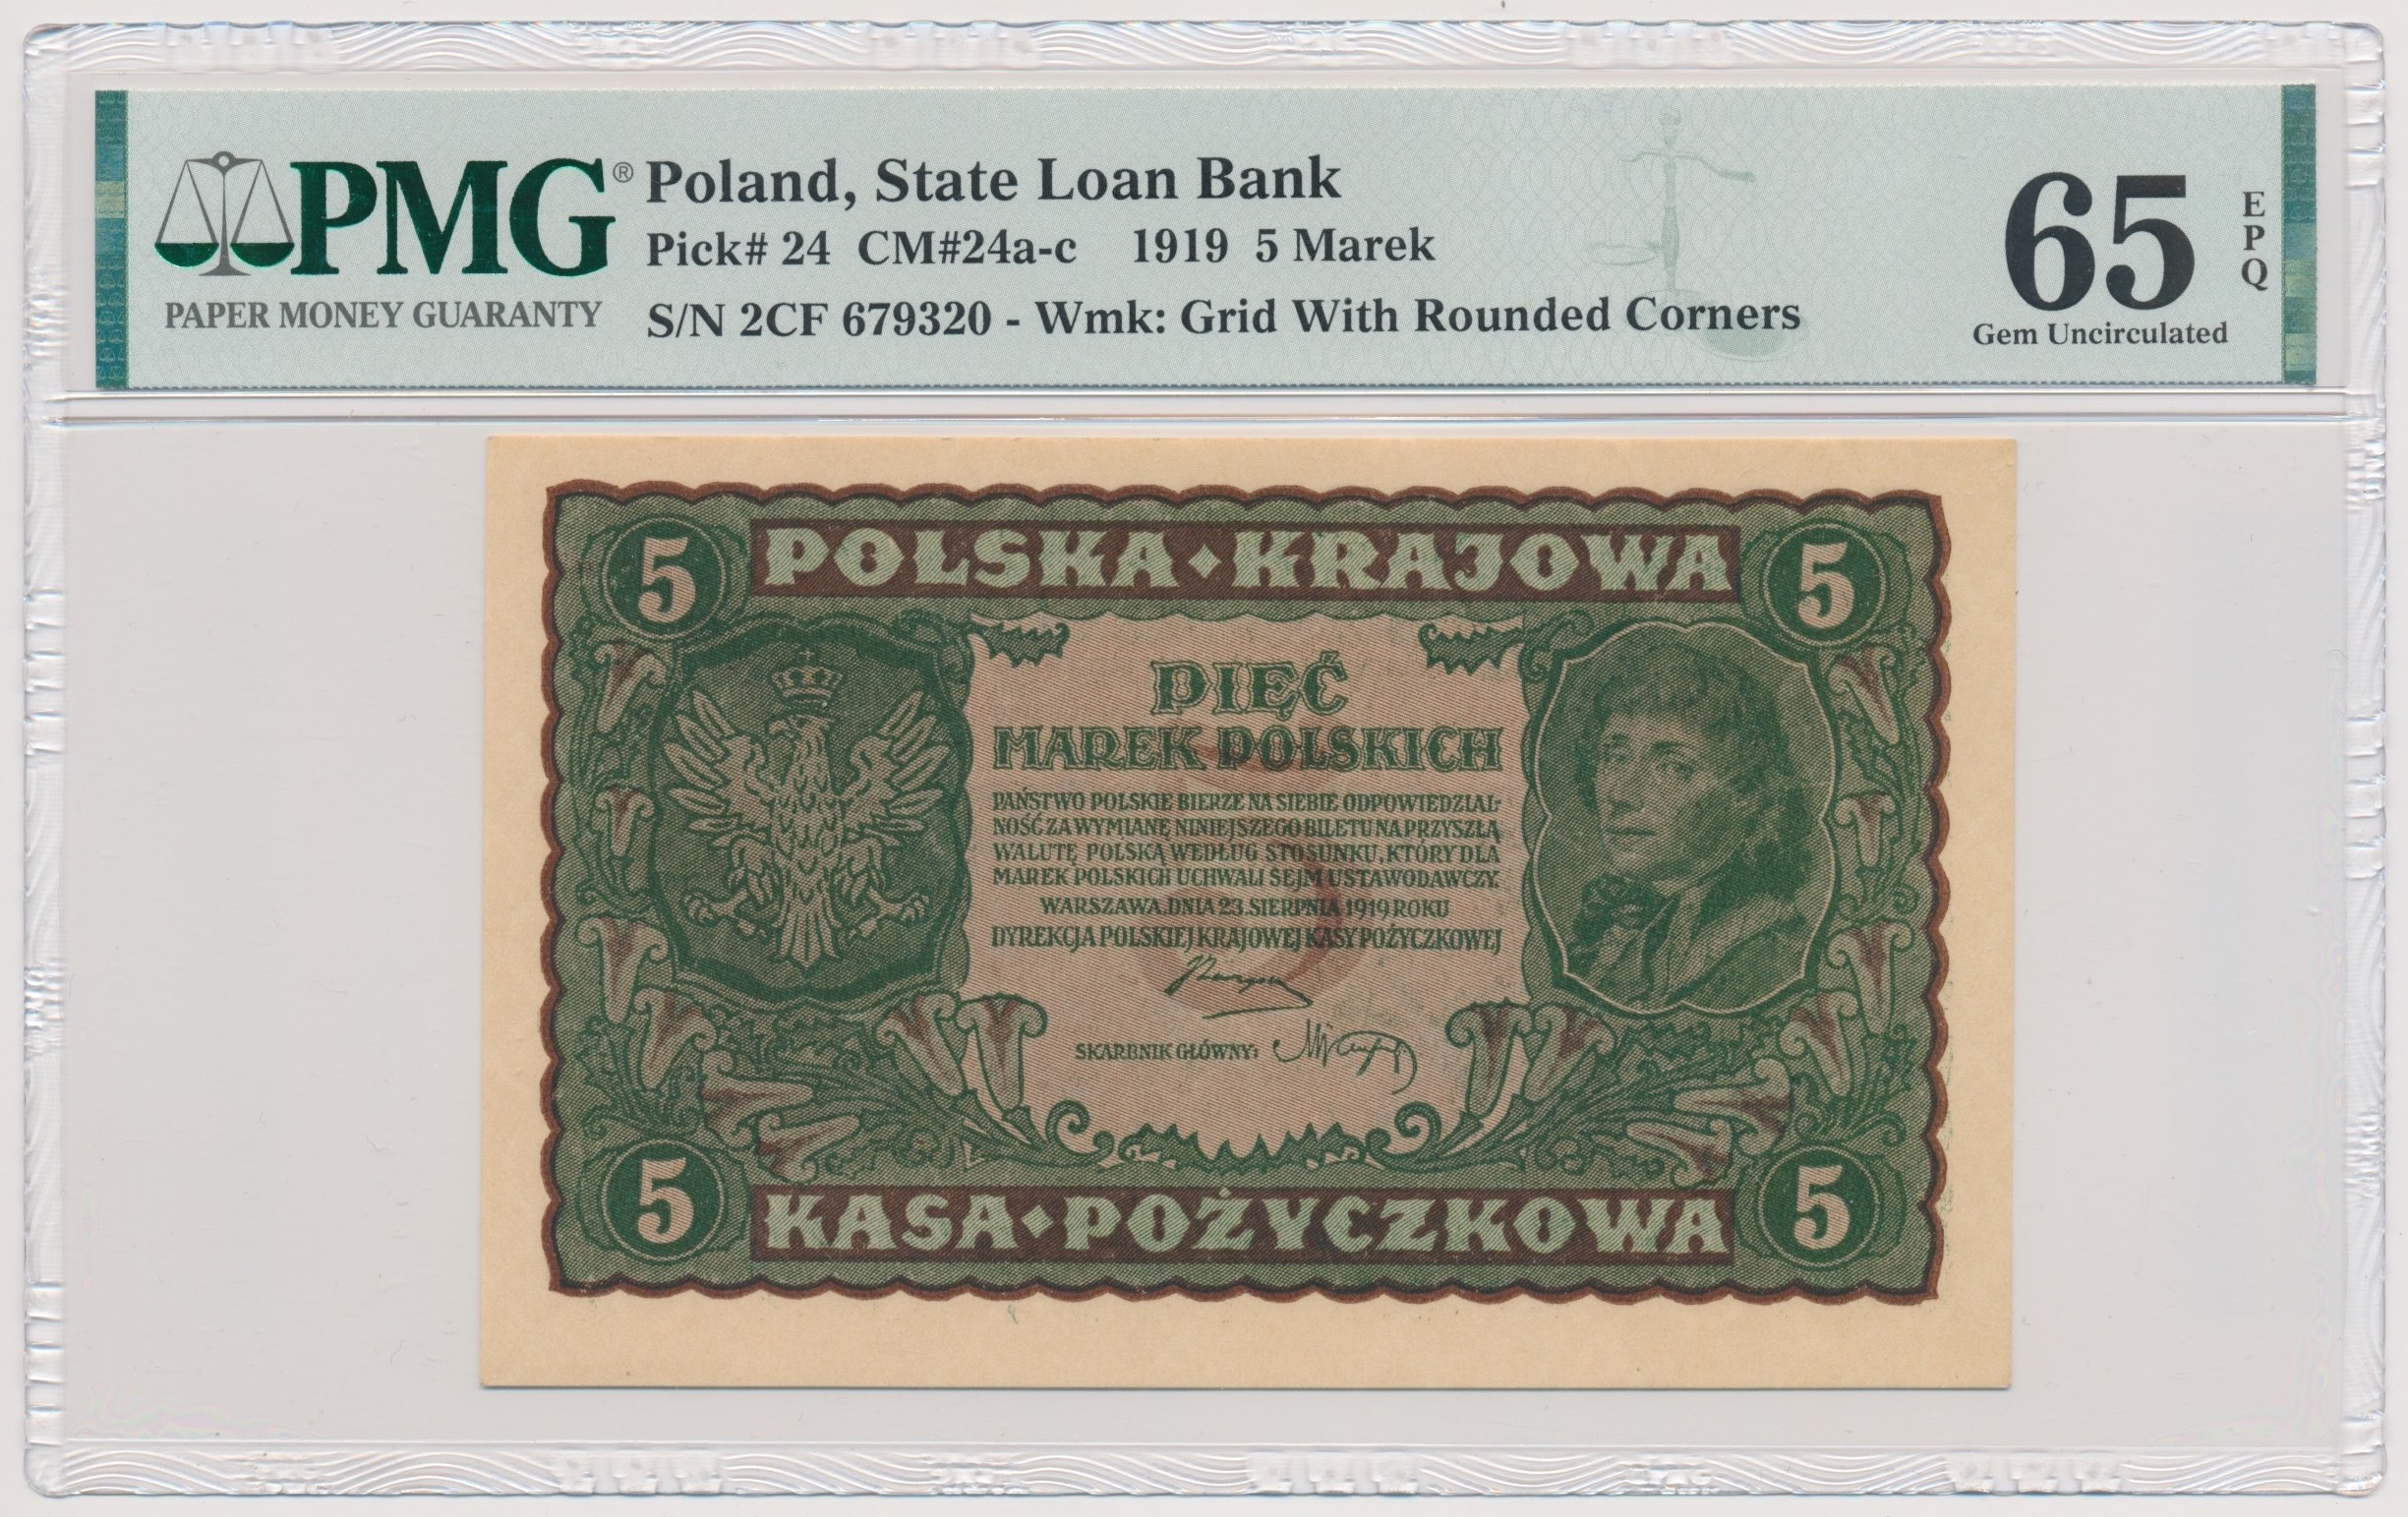 PMG® Poland, State Loan Bank
Pick# 24 CM#24a-c 1919 5 Marek
PAPER MONEY GUARANTY
S/N 2CF 679320 - Wmk: Grid With Rounded Corners
65
EPQ
Gem Uncirculated
5 POLSKA KRAJOWA 5
PIĘĆ
MAREK POLSKICH
PAŃSTWO POLSKIE BIERZE NA SIEBIE ODPOWIEDZIAL-
NOŚĆ ZA WYMIANĘ NINIEJSZEGO BILETU NA PRZYSZŁĄ
WALUTĘ POLSKĄ WEDŁUG STOSUNKU, KTÓRY DLA
MAREK POLSKICH UCHWALI SEJM USTAWODAWCZY.
WARSZAWA, DNIA 23. SIERPNIA 1919 ROKU
DYREKCJA POLSKIEJ KRAJOWEJ KASY POŻYCZKOWEJ
SKARBNIK GŁÓWNY:
5 KASA POŻYCZKOWA 5